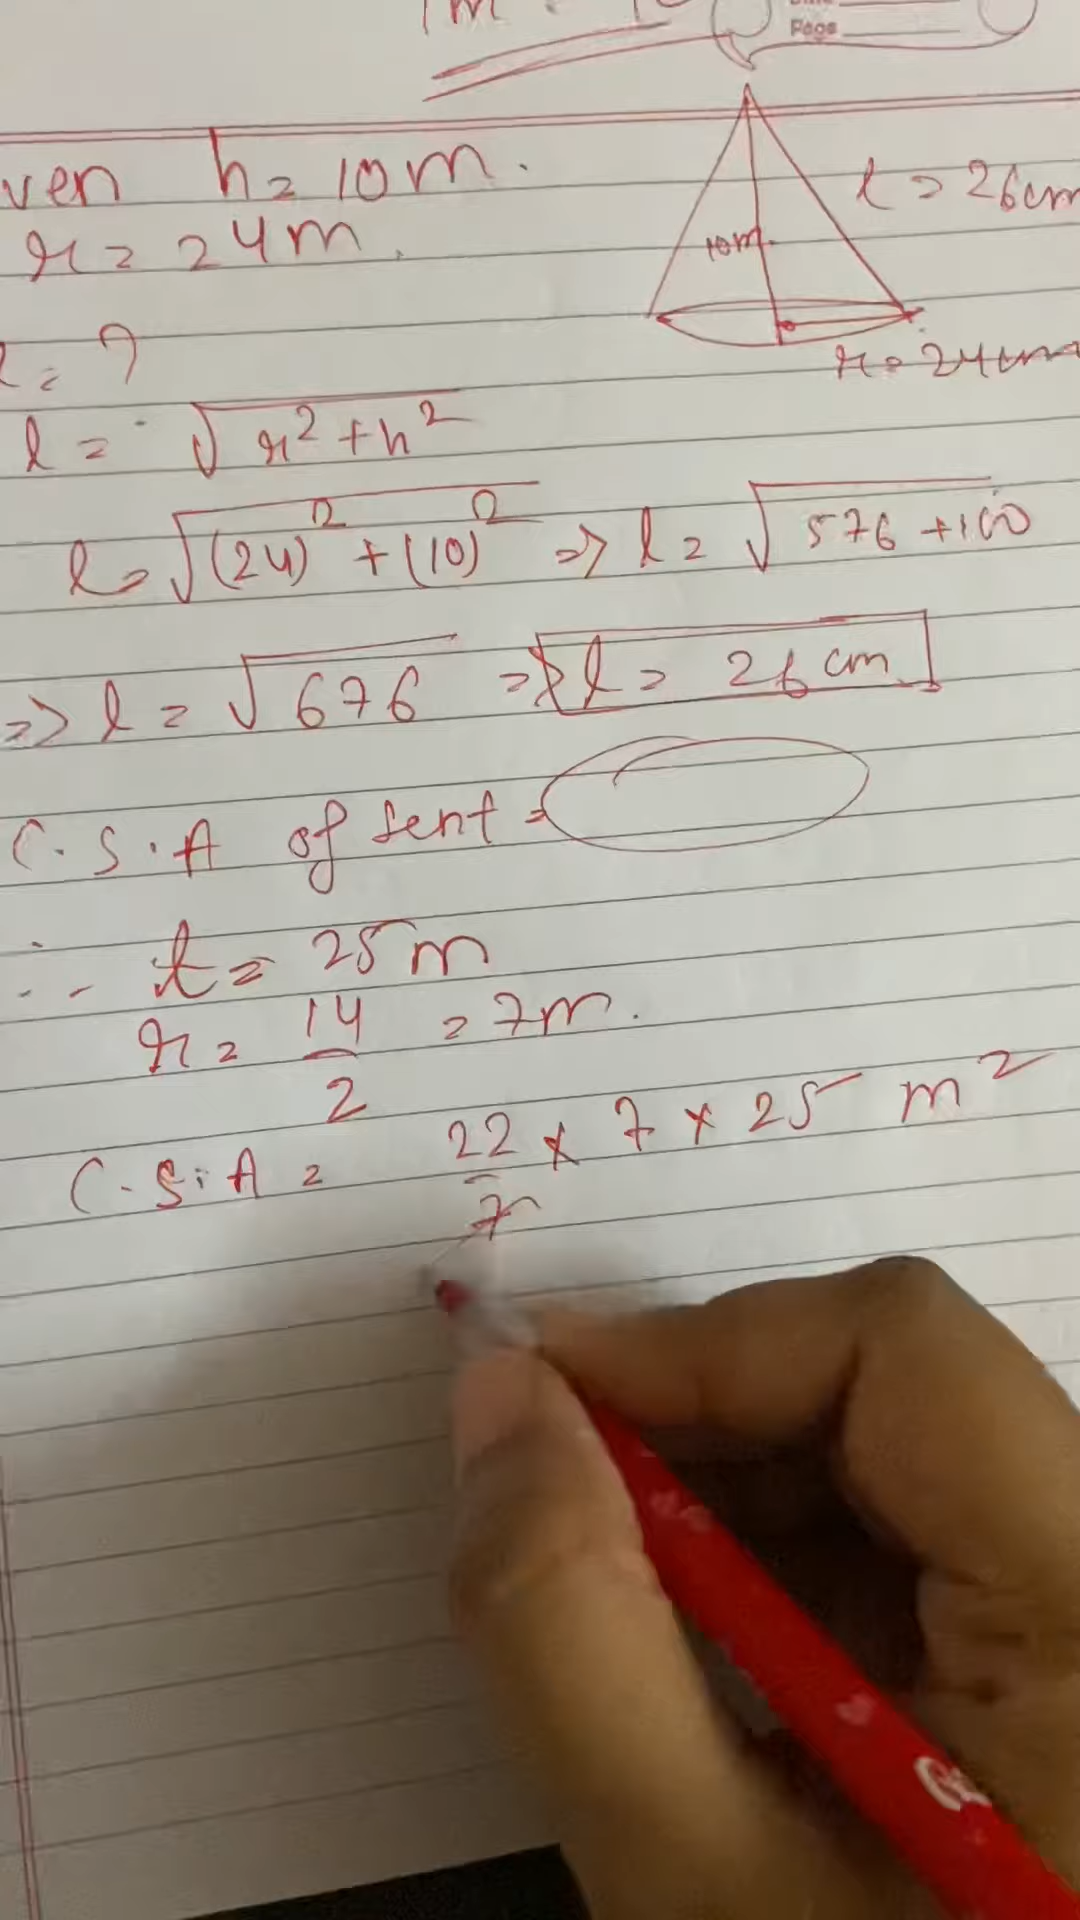 Page
ven h = 10m.
r = 24m.
l = 26cm
10m.
r = 24cm
l = ?
l = √r² + h²
l = √(24)² + (10)² => l = √576 + 100
=> l = √676 => l = 26 cm
C.S.A of tent =
∴ l = 25 m
r = 14/2 = 7m.
C.S.A = 22/7 × 7 × 25 m²